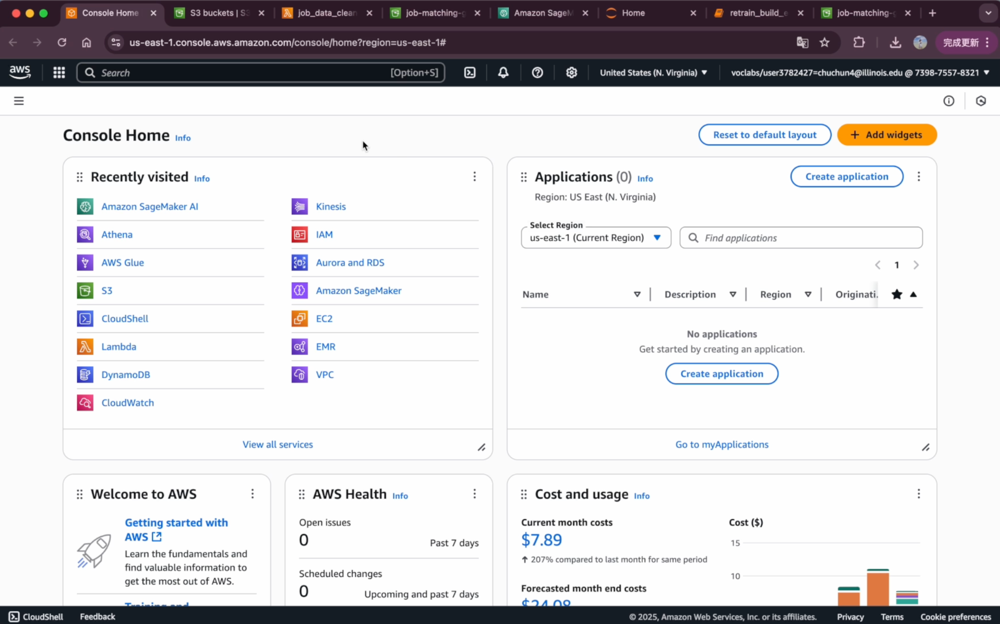 Console Home
S3 buckets | S3
job_data_clean
job-matching-g
Amazon SageM
Home
retrain_build_e
job-matching-g
us-east-1.console.aws.amazon.com/console/home?region=us-east-1#
完成更新
aws
Search
[Option+S]
United States (N. Virginia)
voclabs/user3782427=chuchun4@illinois.edu @ 7398-7557-8321
Console Home Info
Reset to default layout
Add widgets
Recently visited Info
Amazon SageMaker AI
Athena
AWS Glue
S3
CloudShell
Lambda
DynamoDB
CloudWatch
Kinesis
IAM
Aurora and RDS
Amazon SageMaker
EC2
EMR
VPC
View all services
Applications (0) Info
Create application
Region: US East (N. Virginia)
Select Region
us-east-1 (Current Region)
Find applications
1
Name
Description
Region
Originati.
No applications
Get started by creating an application.
Create application
Go to myApplications
Welcome to AWS
Getting started with
AWS
Learn the fundamentals and
find valuable information to
get the most out of AWS.
Training and
AWS Health Info
Open issues
0
Past 7 days
Scheduled changes
0
Upcoming and past 7 days
Cost and usage Info
Current month costs
$7.89
207% compared to last month for same period
Forecasted month end costs
$24.08
Cost ($)
15
10
CloudShell
Feedback
© 2025, Amazon Web Services, Inc. or its affiliates.
Privacy
Terms
Cookie preferences